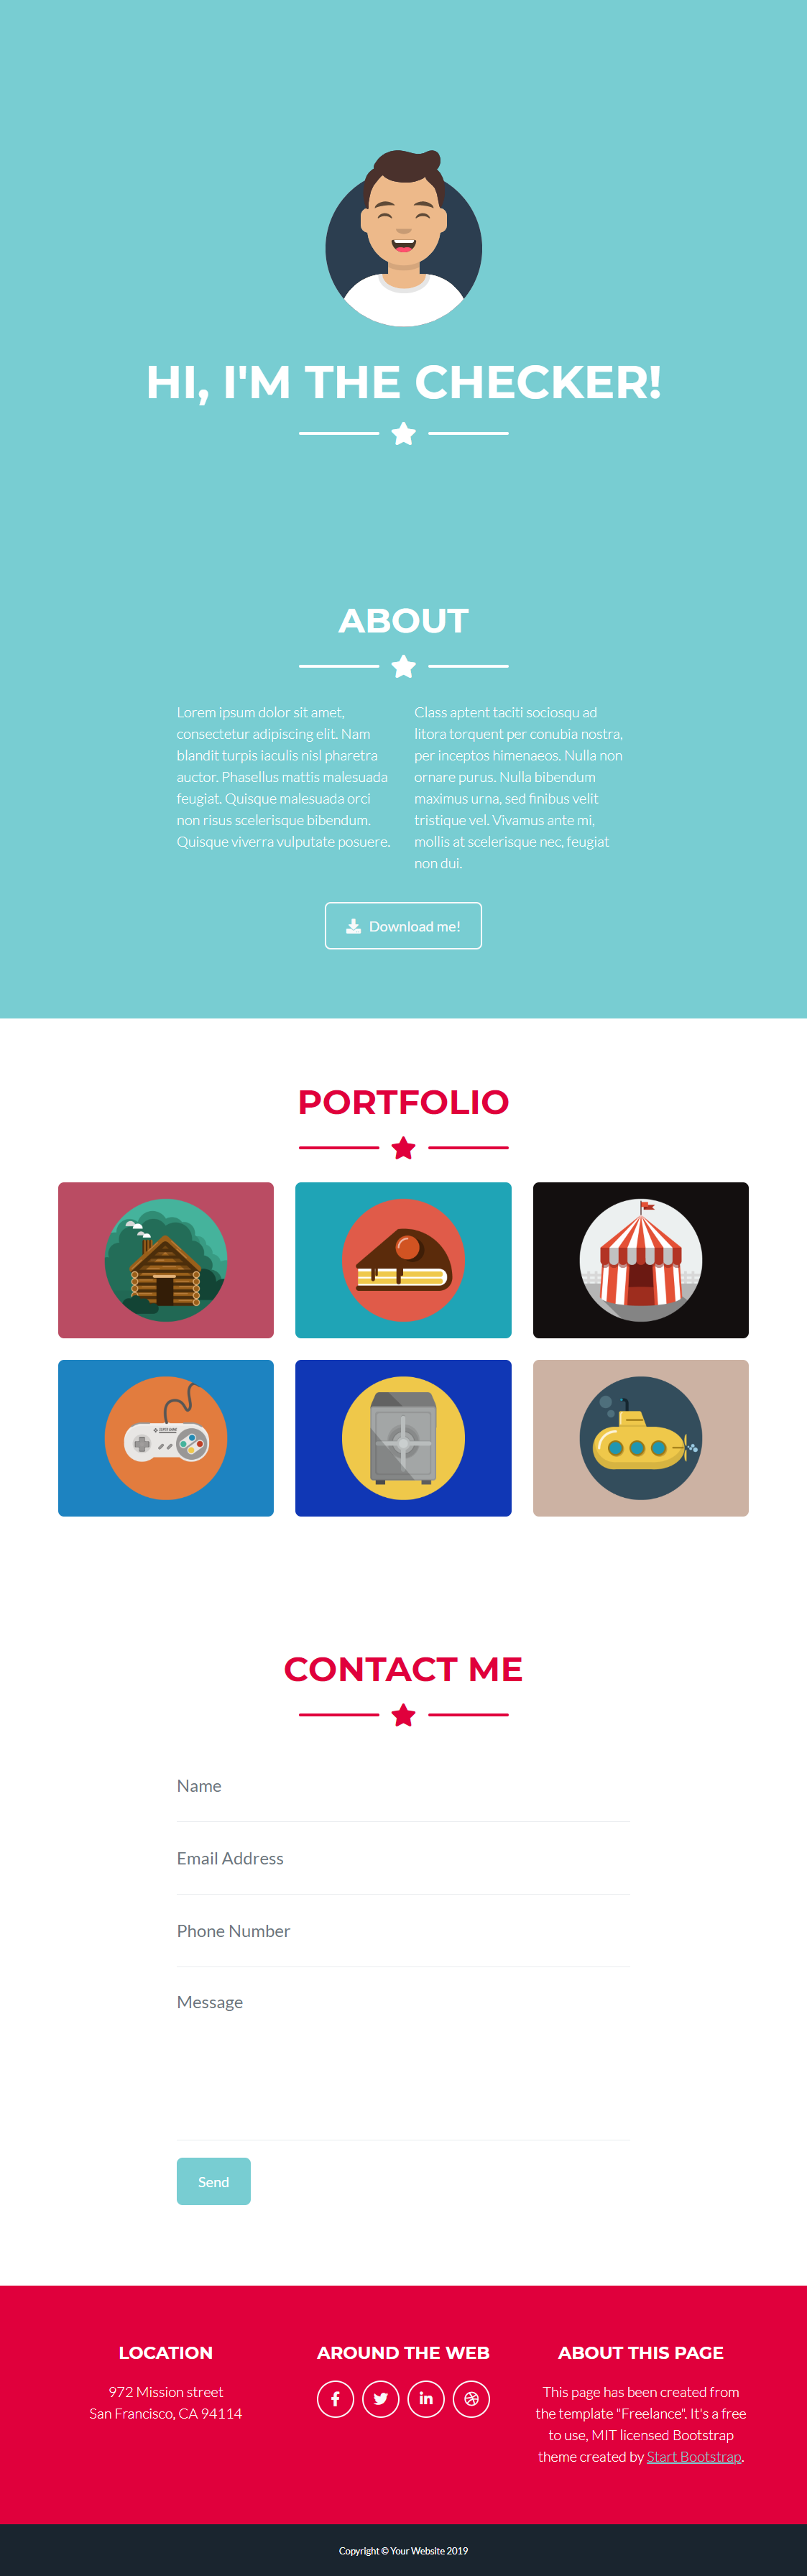 HI, I'M THE CHECKER!
ABOUT
Lorem ipsum dolor sit amet,
consectetur adipiscing elit. Nam
blandit turpis iaculis nisl pharetra
auctor. Phasellus mattis malesuada
feugiat. Quisque malesuada orci
non risus scelerisque bibendum.
Quisque viverra vulputate posuere.
Class aptent taciti sociosqu ad
litora torquent per conubia nostra,
per inceptos himenaeos. Nulla non
ornare purus. Nulla bibendum
maximus urna, sed finibus velit
tristique vel. Vivamus ante mi,
mollis at scelerisque nec, feugiat
non dui.
Download me!
PORTFOLIO
CONTACT ME
Name
Email Address
Phone Number
Message
Send
LOCATION
972 Mission street
San Francisco, CA 94114
AROUND THE WEB
ABOUT THIS PAGE
This page has been created from
the template "Freelance". It's a free
to use, MIT licensed Bootstrap
theme created by Start Bootstrap.
Copyright © Your Website 2019